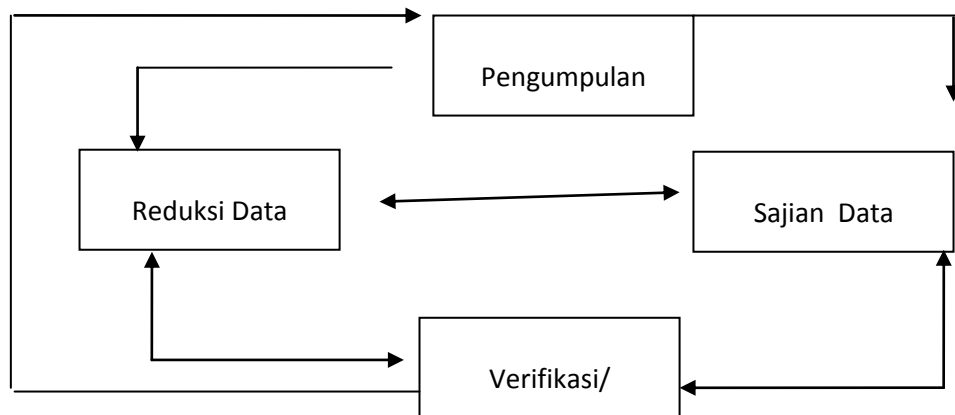 Pengumpulan
Reduksi Data
Sajian Data
Verifikasi/